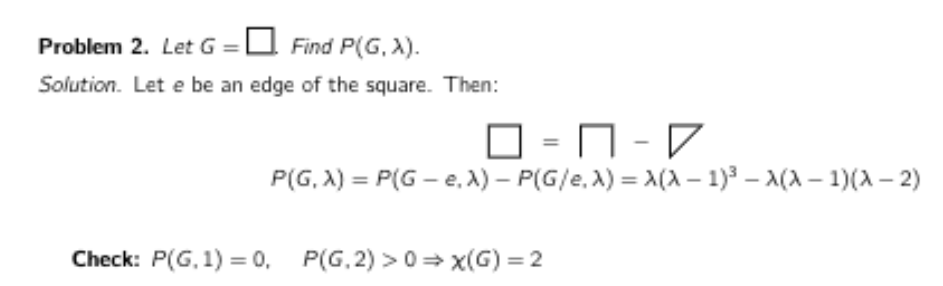 Problem 2. Let G = □. Find P(G, λ).
Solution. Let e be an edge of the square. Then:
□ = ⊓ − ◸
P(G, λ) = P(G − e, λ) − P(G/e, λ) = λ(λ − 1)³ − λ(λ − 1)(λ − 2)
Check: P(G, 1) = 0, P(G, 2) > 0 ⇒ χ(G) = 2